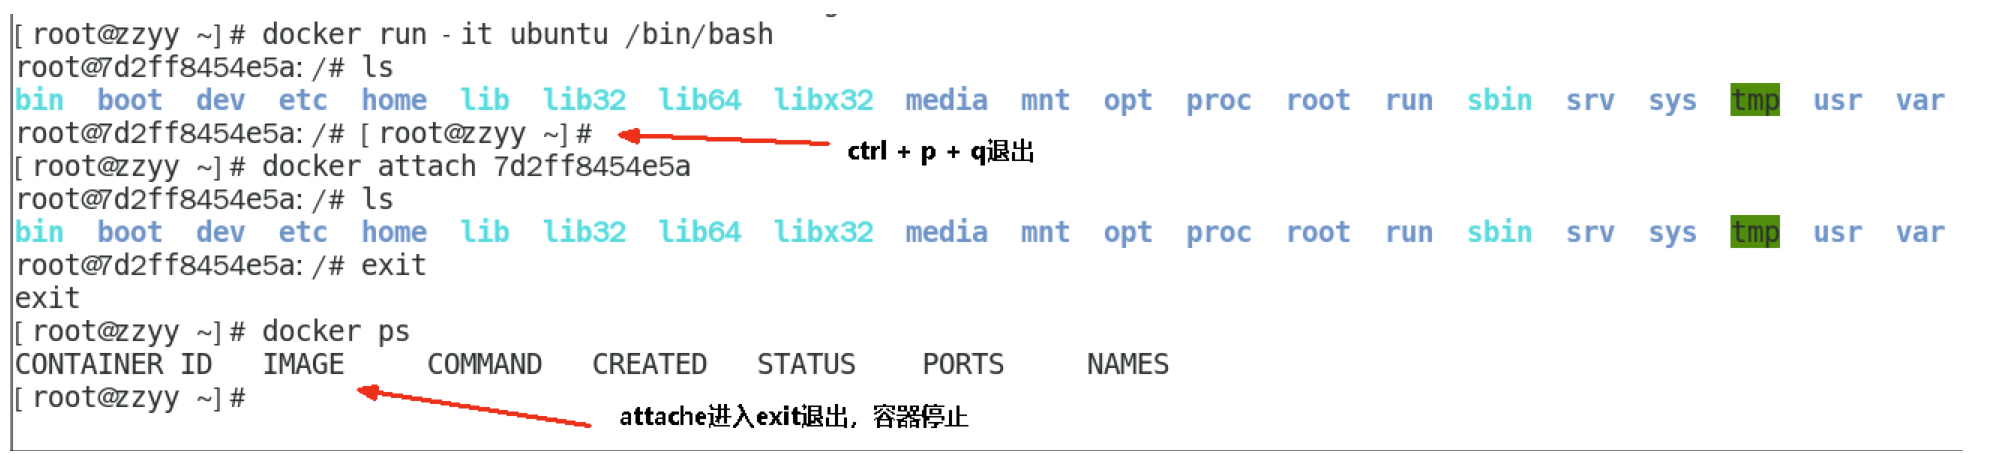 [root@zzyy ~]# docker run -it ubuntu /bin/bash
root@7d2ff8454e5a:/# ls
bin boot dev etc home lib lib32 lib64 libx32 media mnt opt proc root run sbin srv sys tmp usr var
root@7d2ff8454e5a:/# [root@zzyy ~]#
ctrl + p + q退出
[root@zzyy ~]# docker attach 7d2ff8454e5a
root@7d2ff8454e5a:/# ls
bin boot dev etc home lib lib32 lib64 libx32 media mnt opt proc root run sbin srv sys tmp usr var
root@7d2ff8454e5a:/# exit
exit
[root@zzyy ~]# docker ps
CONTAINER ID IMAGE COMMAND CREATED STATUS PORTS NAMES
[root@zzyy ~]#
attache进入exit退出，容器停止